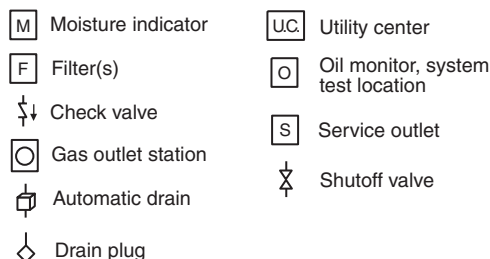 M Moisture indicator
F Filter(s)
Check valve
Gas outlet station
Automatic drain
Drain plug
U.C. Utility center
O Oil monitor, system
test location
S Service outlet
Shutoff valve